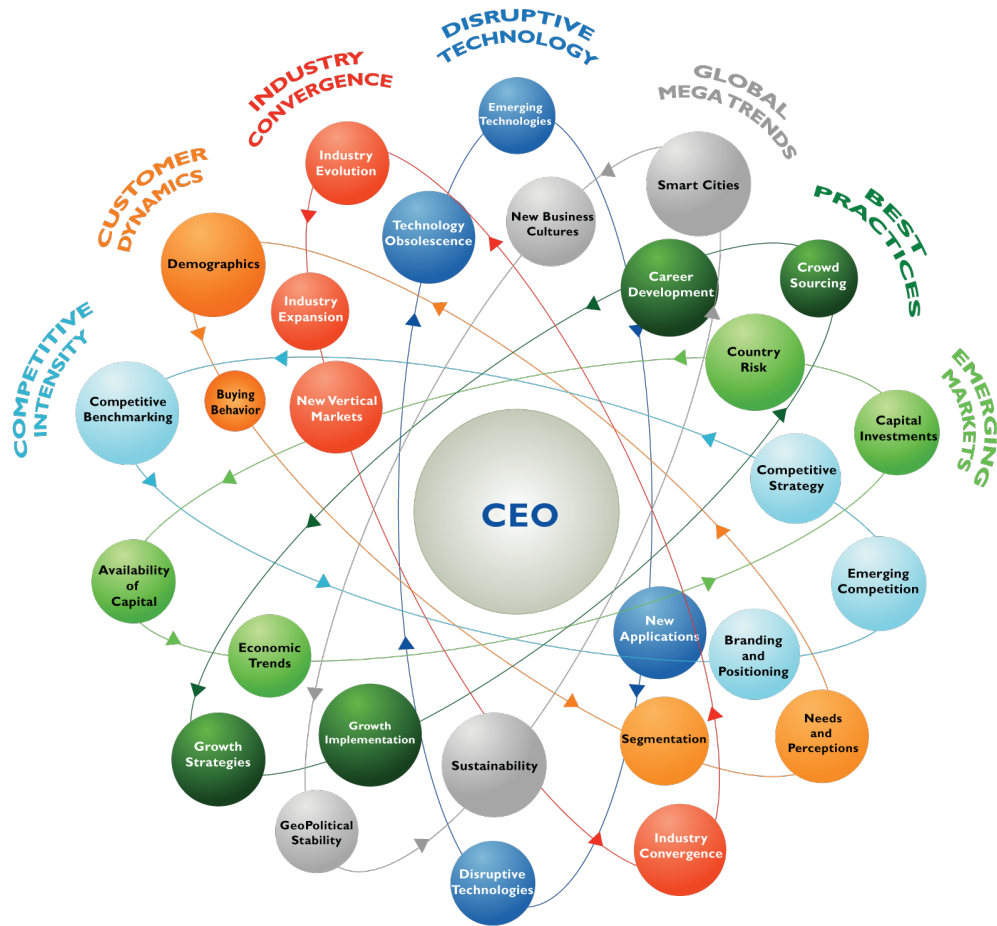 DISRUPTIVE
TECHNOLOGY
INDUSTRY
CONVERGENCE
GLOBAL
MEGA TRENDS
CUSTOMER
DYNAMICS
BEST
PRACTICES
COMPETITIVE
INTENSITY
EMERGING
MARKETS
Emerging
Technologies
Industry
Evolution
Smart Cities
Technology
Obsolescence
New Business
Cultures
Demographics
Career
Development
Crowd
Sourcing
Industry
Expansion
Country
Risk
Competitive
Benchmarking
Buying
Behavior
New Vertical
Markets
Capital
Investments
Competitive
Strategy
CEO
Availability
of
Capital
Emerging
Competition
Economic
Trends
New
Applications
Branding
and
Positioning
Growth
Strategies
Growth
Implementation
Sustainability
Segmentation
Needs
and
Perceptions
GeoPolitical
Stability
Disruptive
Technologies
Industry
Convergence